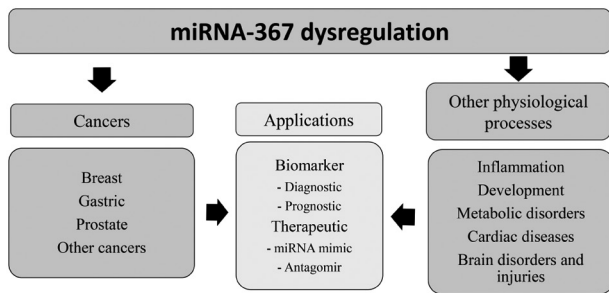 miRNA-367 dysregulation
Cancers
Breast
Gastric
Prostate
Other cancers
Applications
Biomarker
- Diagnostic
- Prognostic
Therapeutic
- miRNA mimic
- Antagomir
Other physiological
processes
Inflammation
Development
Metabolic disorders
Cardiac diseases
Brain disorders and
injuries